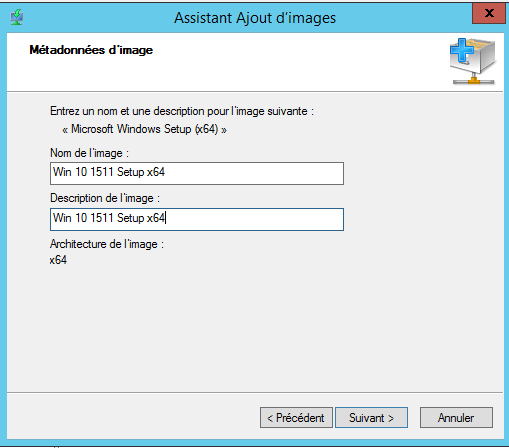 Assistant Ajout d'images
x
Métadonnées d'image
Entrez un nom et une description pour l'image suivante :
« Microsoft Windows Setup (x64) »
Nom de l'image :
Win 10 1511 Setup x64
Description de l'image :
Win 10 1511 Setup x64
Architecture de l'image :
x64
< Précédent Suivant > Annuler